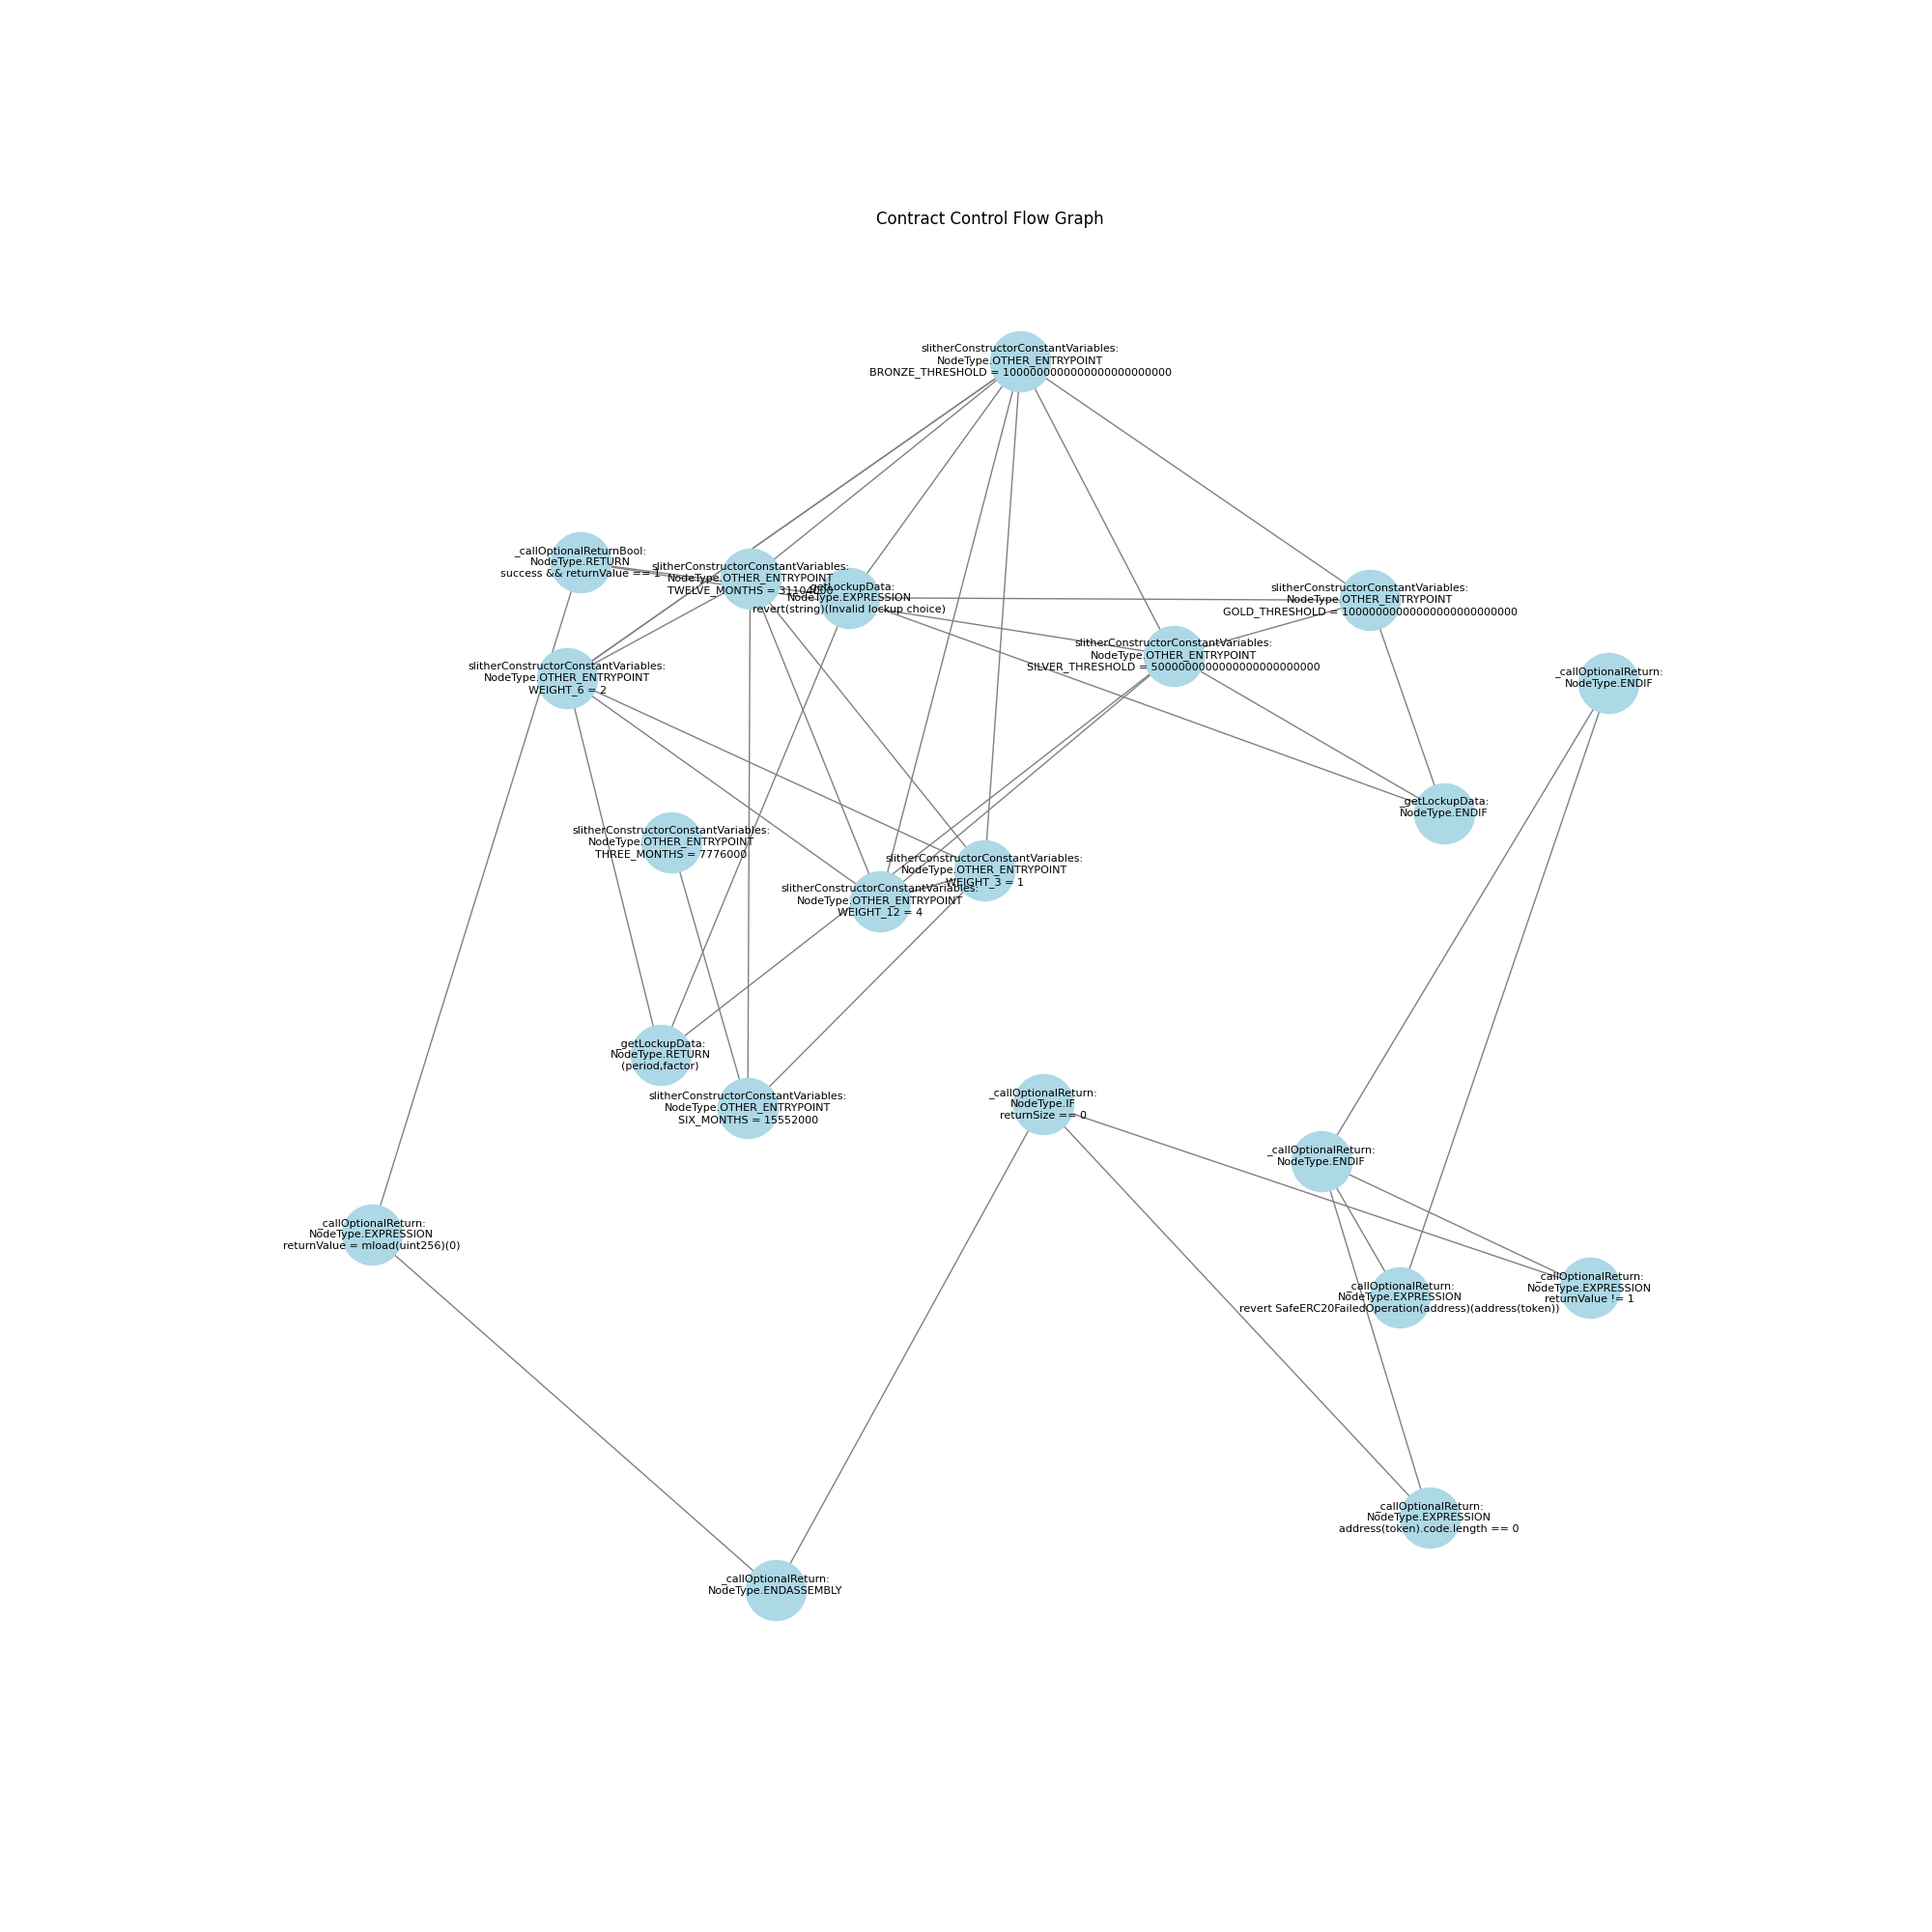 Contract Control Flow Graph
slitherConstructorConstantVariables:
NodeType.OTHER_ENTRYPOINT
BRONZE_THRESHOLD = 100000000000000000000000
_callOptionalReturnBool:
NodeType.RETURN
success && returnValue == 1
slitherConstructorConstantVariables:
NodeType.OTHER_ENTRYPOINT
TWELVE_MONTHS = 31104000
_getLockupData:
NodeType.EXPRESSION
revert(string)(Invalid lockup choice)
slitherConstructorConstantVariables:
NodeType.OTHER_ENTRYPOINT
GOLD_THRESHOLD = 1000000000000000000000000
slitherConstructorConstantVariables:
NodeType.OTHER_ENTRYPOINT
SILVER_THRESHOLD = 500000000000000000000000
slitherConstructorConstantVariables:
NodeType.OTHER_ENTRYPOINT
WEIGHT_6 = 2
_callOptionalReturn:
NodeType.ENDIF
_getLockupData:
NodeType.ENDIF
slitherConstructorConstantVariables:
NodeType.OTHER_ENTRYPOINT
THREE_MONTHS = 7776000
slitherConstructorConstantVariables:
NodeType.OTHER_ENTRYPOINT
WEIGHT_3 = 1
slitherConstructorConstantVariables:
NodeType.OTHER_ENTRYPOINT
WEIGHT_12 = 4
_getLockupData:
NodeType.RETURN
(period,factor)
slitherConstructorConstantVariables:
NodeType.OTHER_ENTRYPOINT
SIX_MONTHS = 15552000
_callOptionalReturn:
NodeType.IF
returnSize == 0
_callOptionalReturn:
NodeType.ENDIF
_callOptionalReturn:
NodeType.EXPRESSION
returnValue = mload(uint256)(0)
_callOptionalReturn:
NodeType.EXPRESSION
revert SafeERC20FailedOperation(address)(address(token))
_callOptionalReturn:
NodeType.EXPRESSION
returnValue != 1
_callOptionalReturn:
NodeType.EXPRESSION
address(token).code.length == 0
_callOptionalReturn:
NodeType.ENDASSEMBLY